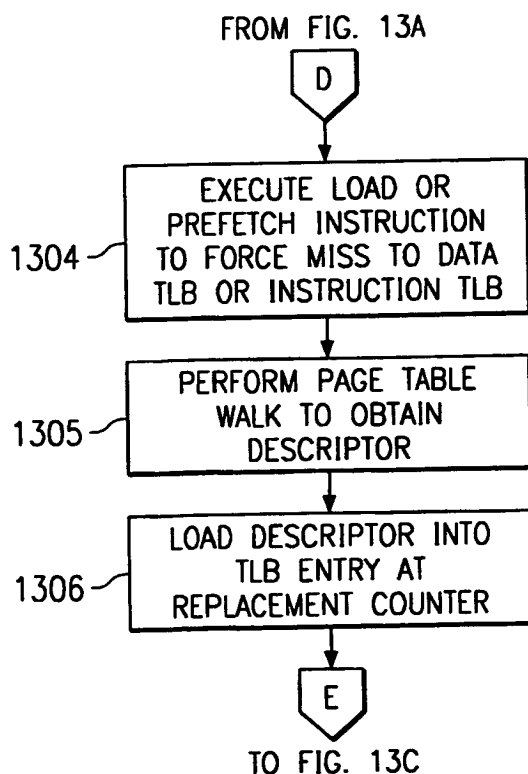 FROM FIG. 13A
D
EXECUTE LOAD OR
PREFETCH INSTRUCTION
TO FORCE MISS TO DATA
TLB OR INSTRUCTION TLB
1304
PERFORM PAGE TABLE
WALK TO OBTAIN
DESCRIPTOR
1305
LOAD DESCRIPTOR INTO
TLB ENTRY AT
REPLACEMENT COUNTER
1306
E
TO FIG. 13C